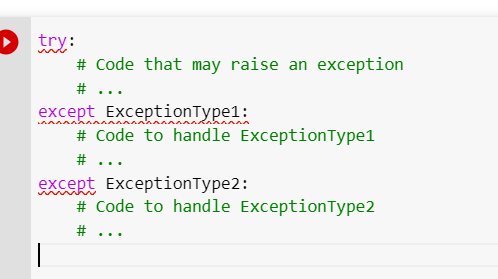 try:
    # Code that may raise an exception
    # ...
except ExceptionType1:
    # Code to handle ExceptionType1
    # ...
except ExceptionType2:
    # Code to handle ExceptionType2
    # ...